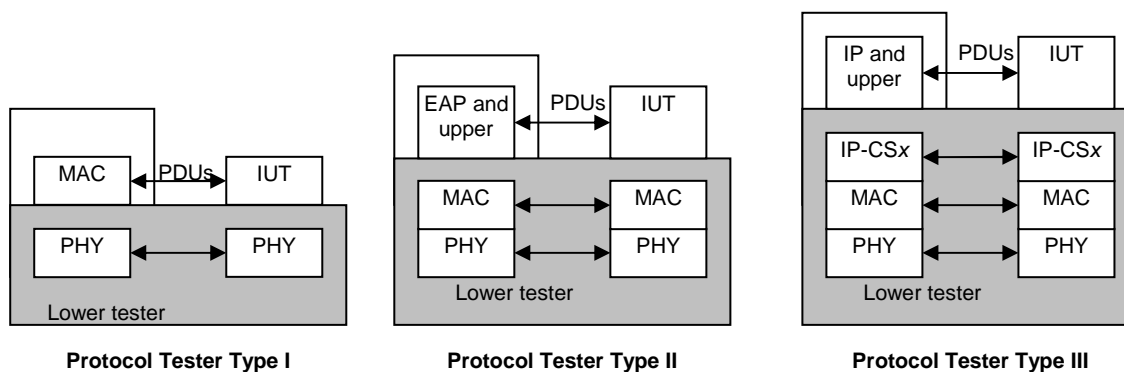 MAC
PDUs
IUT
PHY
PHY
Lower tester
Protocol Tester Type I
EAP and
upper
PDUs
IUT
MAC
MAC
PHY
PHY
Lower tester
Protocol Tester Type II
IP and
upper
PDUs
IUT
IP-CSx
IP-CSx
MAC
MAC
PHY
PHY
Lower tester
Protocol Tester Type III